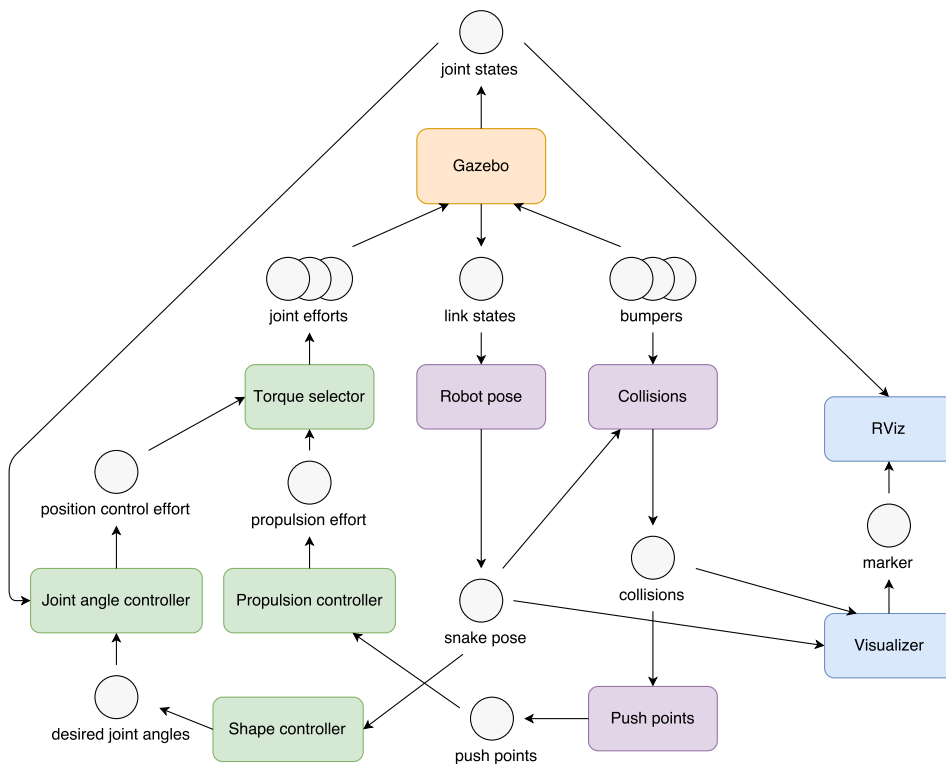 joint states
Gazebo
joint efforts
link states
bumpers
Torque selector
Robot pose
Collisions
RViz
position control effort
propulsion effort
marker
Joint angle controller
Propulsion controller
collisions
snake pose
Visualizer
desired joint angles
Shape controller
push points
Push points